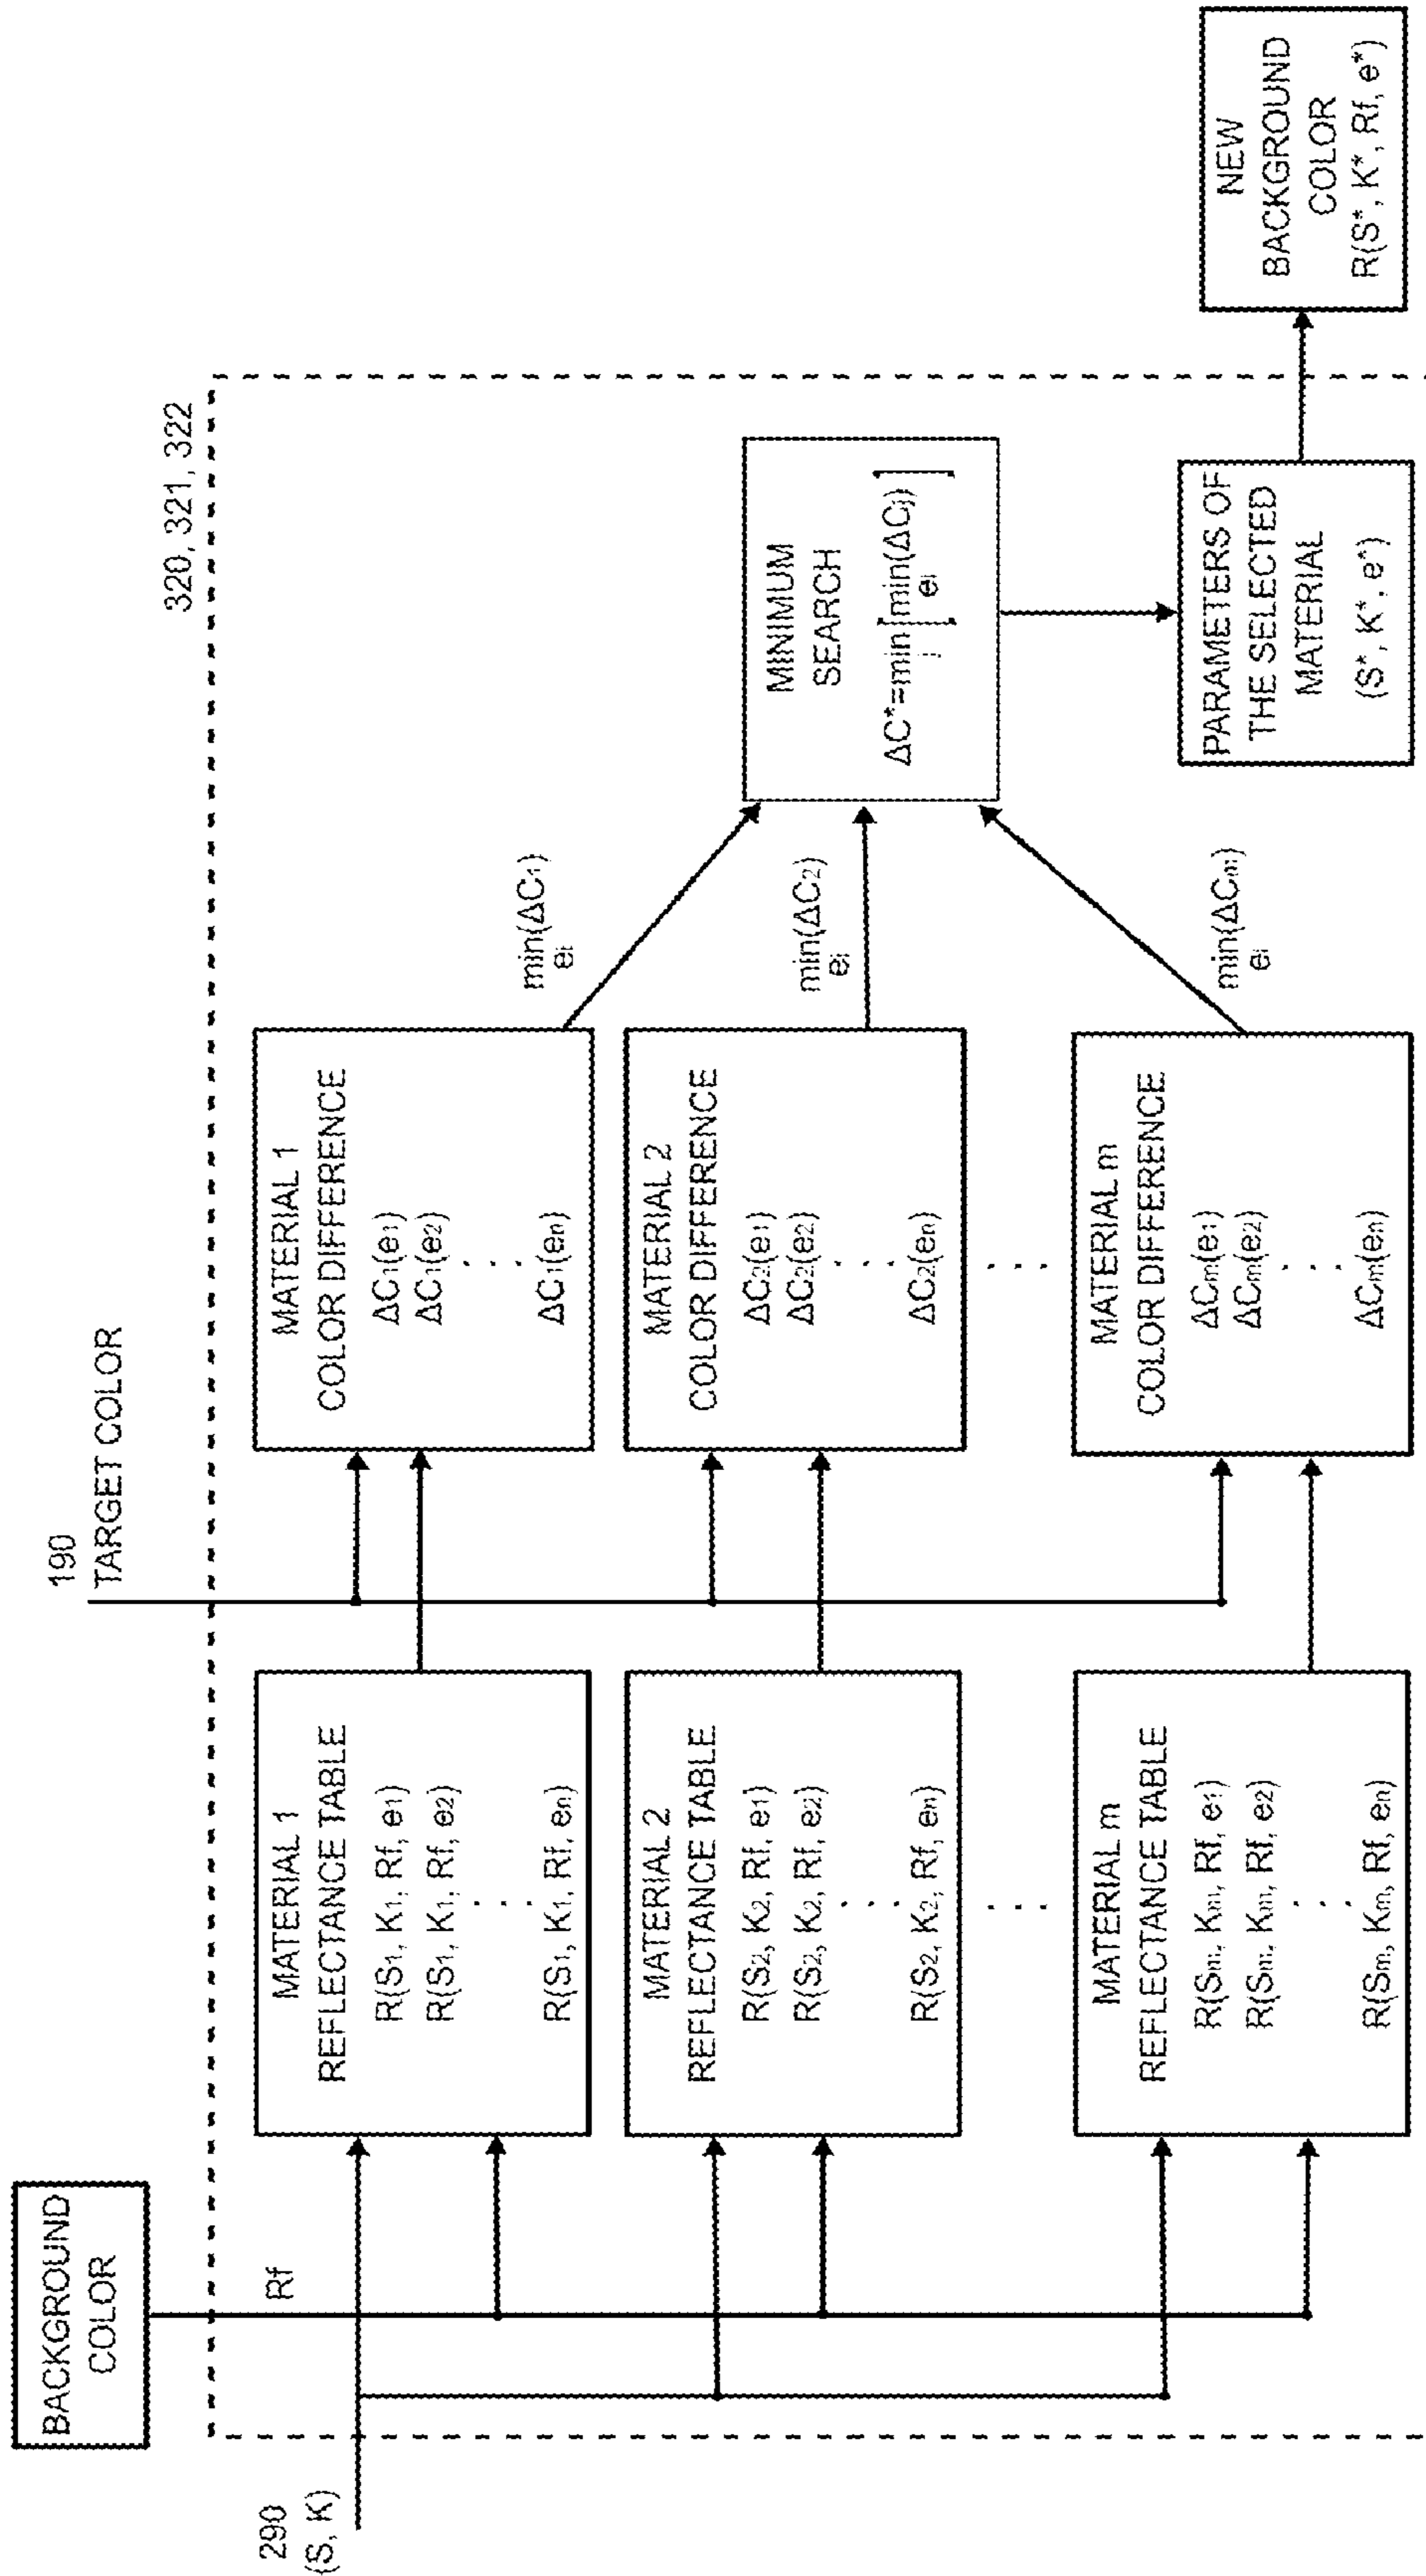 BACKGROUND
COLOR
Rf
290
(S, K)
190
TARGET COLOR
320, 321, 322
MATERIAL 1
REFLECTANCE TABLE
R(S1, K1, Rf, e1)
R(S1, K1, Rf, e2)
. . .
R(S1, K1, Rf, en)
MATERIAL 2
REFLECTANCE TABLE
R(S2, K2, Rf, e1)
R(S2, K2, Rf, e2)
. . .
R(S2, K2, Rf, en)
. . .
MATERIAL m
REFLECTANCE TABLE
R(Sm, Km, Rf, e1)
R(Sm, Km, Rf, e2)
. . .
R(Sm, Km, Rf, en)
MATERIAL 1
COLOR DIFFERENCE
ΔC1(e1)
ΔC1(e2)
. . .
ΔC1(en)
MATERIAL 2
COLOR DIFFERENCE
ΔC2(e1)
ΔC2(e2)
. . .
ΔC2(en)
. . .
MATERIAL m
COLOR DIFFERENCE
ΔCm(e1)
ΔCm(e2)
. . .
ΔCm(en)
min(ΔC1)
ei
min(ΔC2)
ei
min(ΔCm)
ei
MINIMUM
SEARCH
ΔC*=min[min(ΔCj)]
j ei
PARAMETERS OF
THE SELECTED
MATERIAL
(S*, K*, e*)
NEW
BACKGROUND
COLOR
R(S*, K*, Rf, e*)